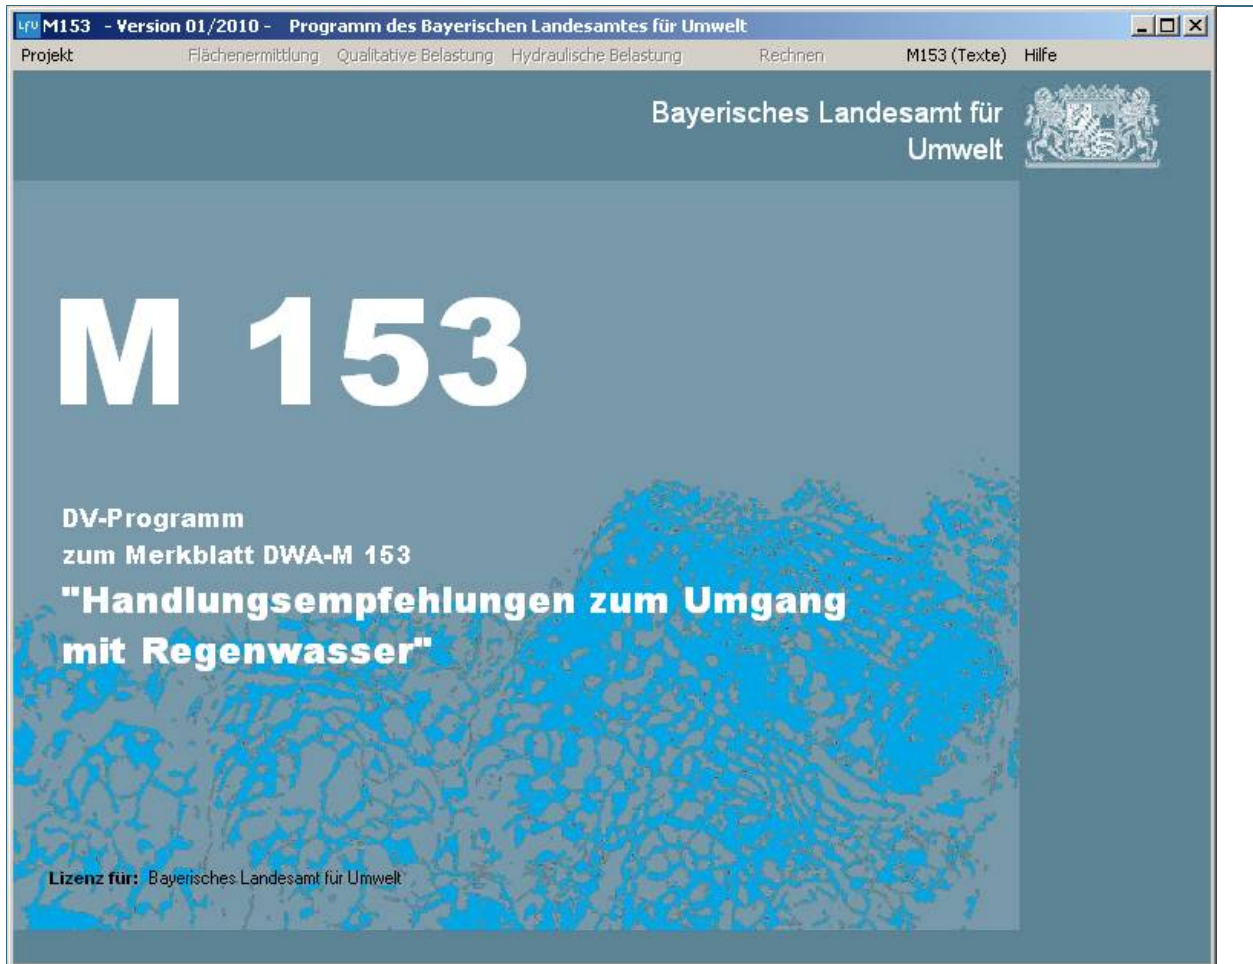 LfU M153 - Version 01/2010 - Programm des Bayerischen Landesamtes für Umwelt
Projekt Flächenermittlung Qualitative Belastung Hydraulische Belastung Rechnen M153 (Texte) Hilfe
Bayerisches Landesamt für
Umwelt
M 153
DV-Programm
zum Merkblatt DWA-M 153
"Handlungsempfehlungen zum Umgang
mit Regenwasser"
Lizenz für: Bayerisches Landesamt für Umwelt